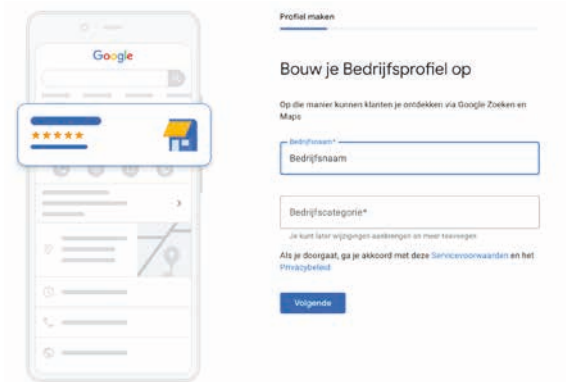 Google
Profiel maken
Bouw je Bedrijfsprofiel op
Op die manier kunnen klanten je ontdekken via Google Zoeken en
Maps
Bedrijfsnaam*
Bedrijfsnaam
Bedrijfscategorie*
Je kunt later wijzigingen aanbrengen en meer toevoegen
Als je doorgaat, ga je akkoord met deze Servicevoorwaarden en het
Privacybeleid
Volgende